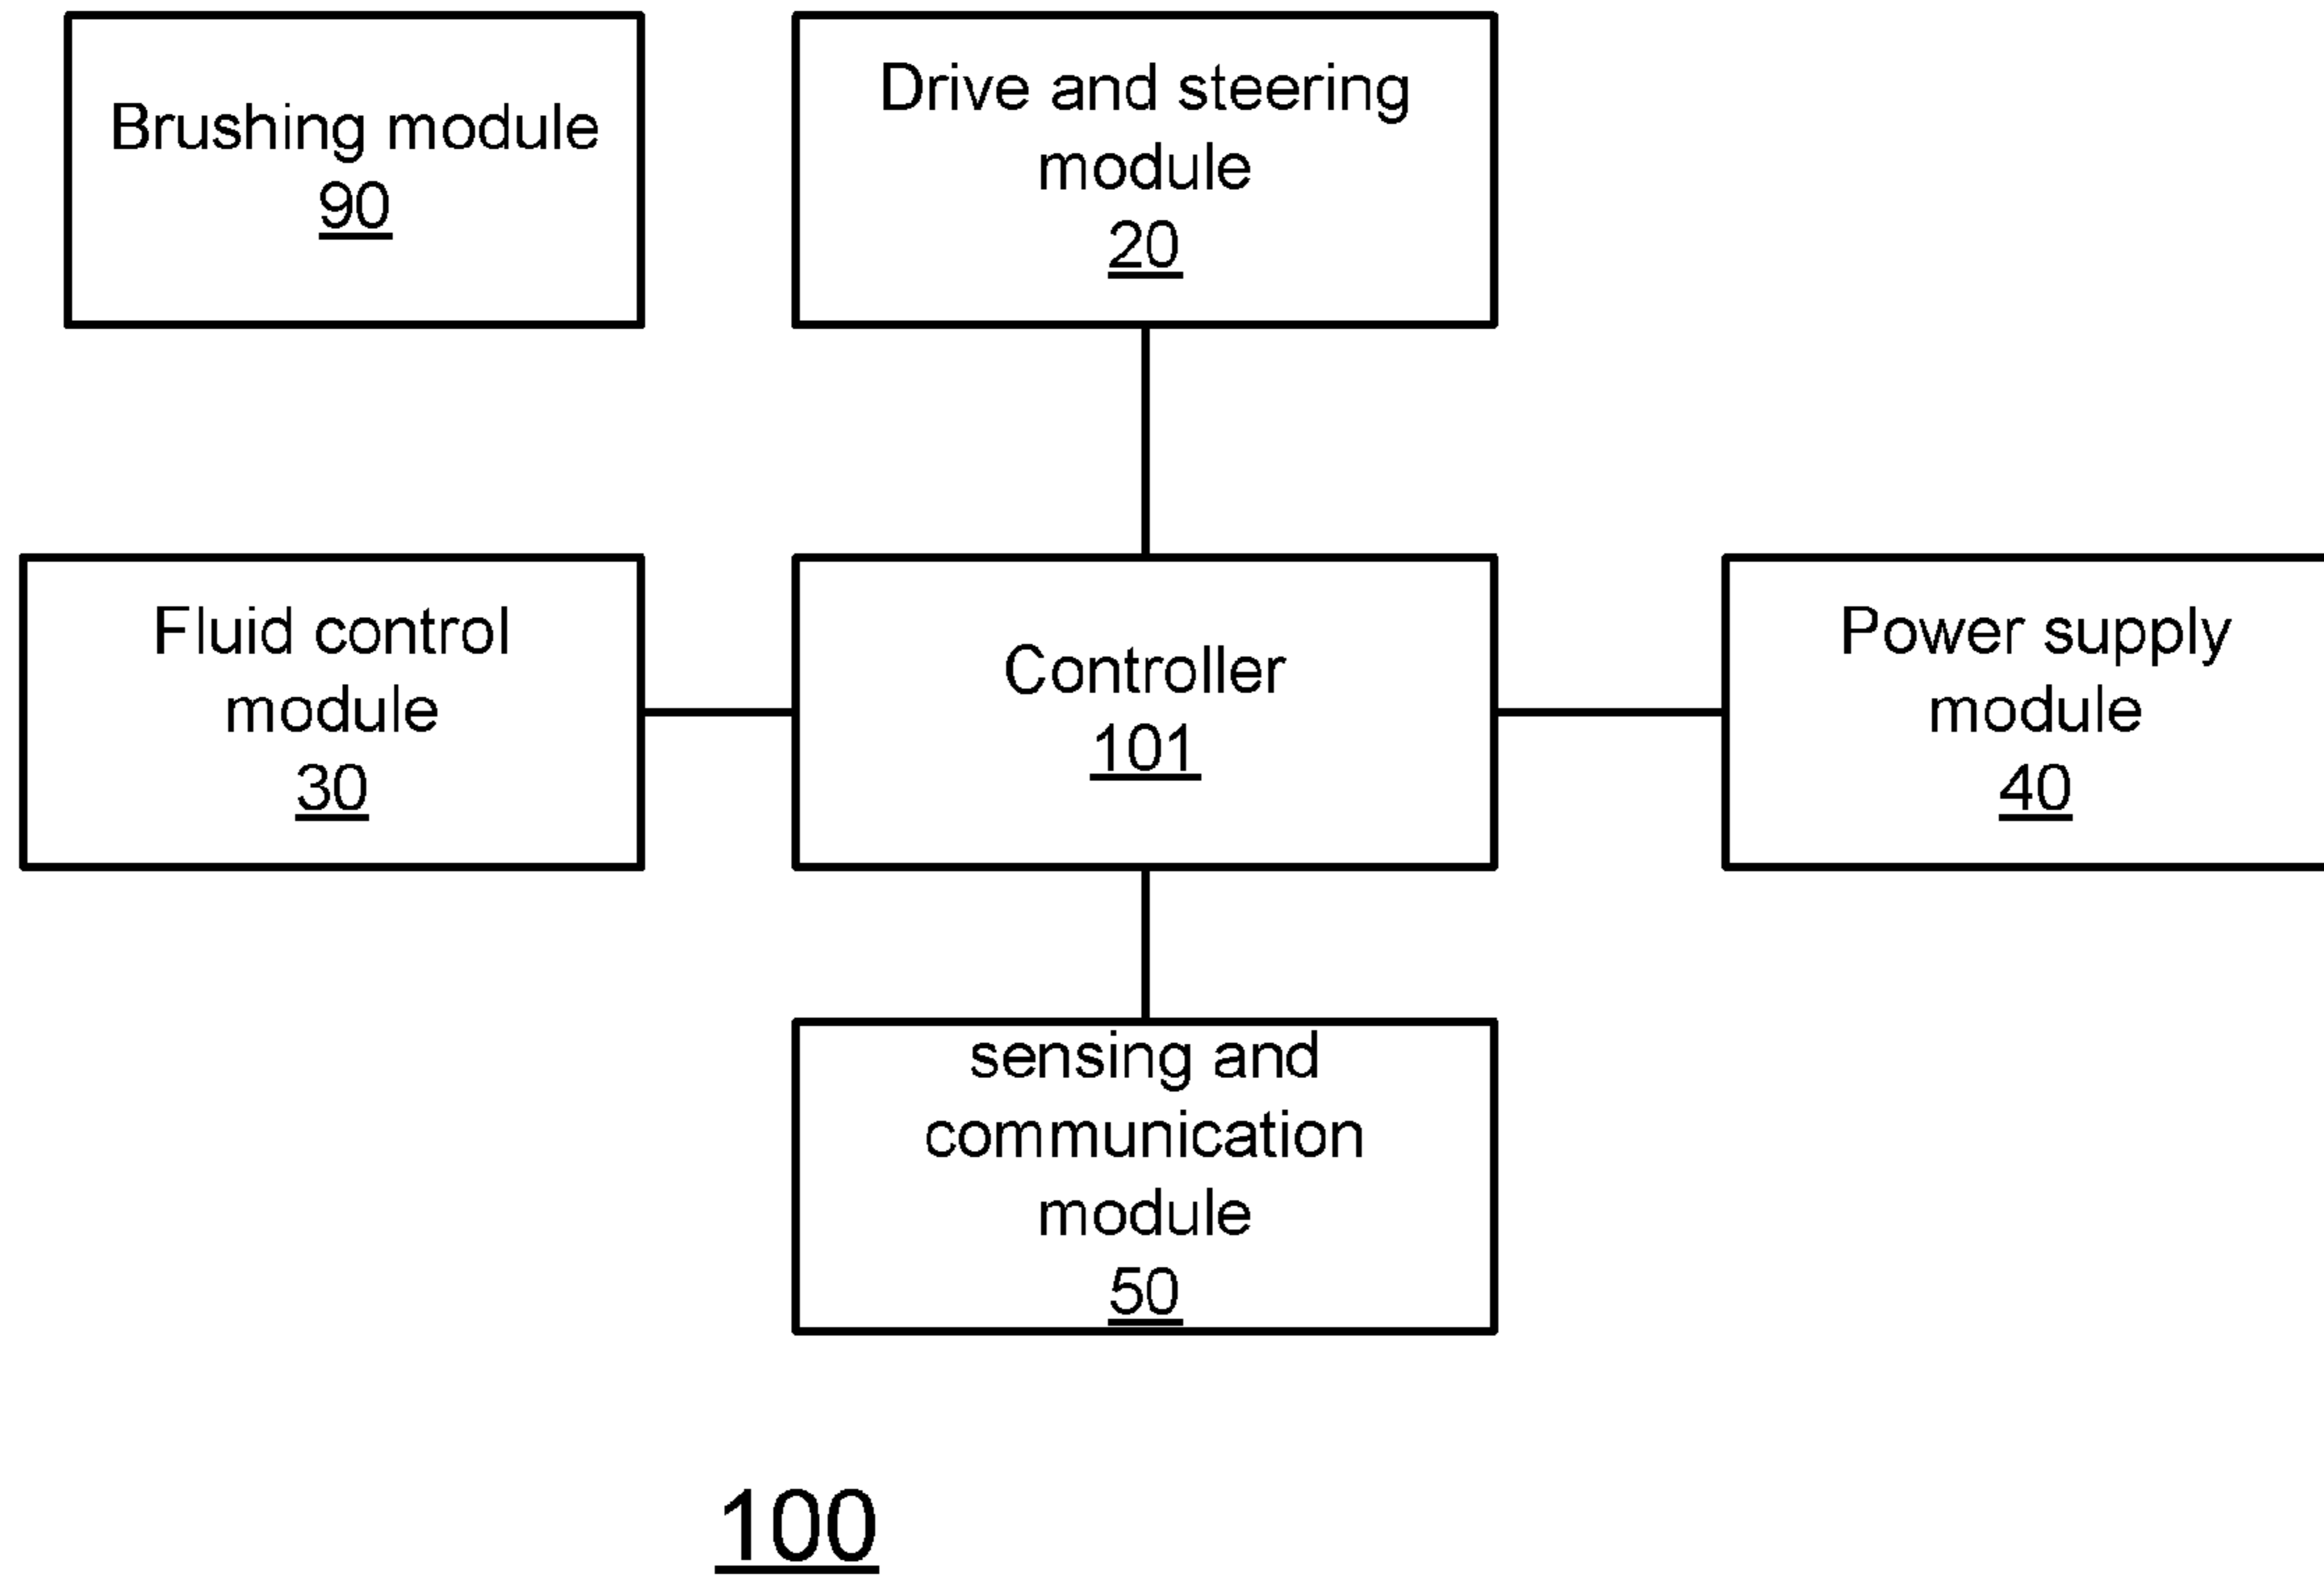 Brushing module
90
Drive and steering
module
20
Fluid control
module
30
Controller
101
Power supply
module
40
sensing and
communication
module
50
100